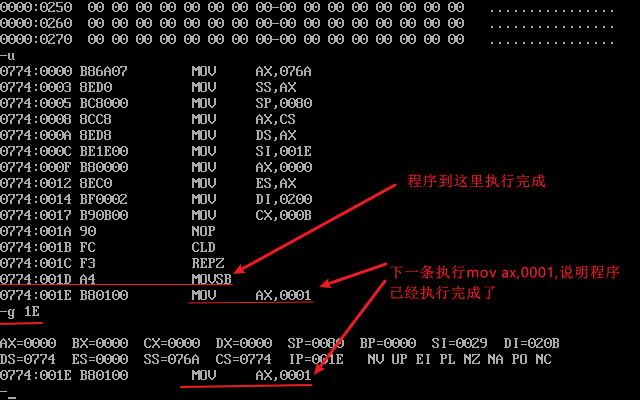 0000:0250  00 00 00 00 00 00 00 00-00 00 00 00 00 00 00 00   ................
0000:0260  00 00 00 00 00 00 00 00-00 00 00 00 00 00 00 00   ................
0000:0270  00 00 00 00 00 00 00 00-00 00 00 00 00 00 00 00   ................
-u
0774:0000 B86A07        MOV     AX,076A
0774:0003 8ED0          MOV     SS,AX
0774:0005 BC8000        MOV     SP,0080
0774:0008 8CC8          MOV     AX,CS
0774:000A 8ED8          MOV     DS,AX
0774:000C BE1E00        MOV     SI,001E
0774:000F B80000        MOV     AX,0000
0774:0012 8EC0          MOV     ES,AX
0774:0014 BF0002        MOV     DI,0200
0774:0017 B90B00        MOV     CX,000B
0774:001A 90            NOP
0774:001B FC            CLD
0774:001C F3            REPZ
0774:001D A4            MOVSB
0774:001E B80100        MOV     AX,0001
程序到这里执行完成
下一条执行mov ax,0001,说明程序
已经执行完成了
-g 1E
AX=0000  BX=0000  CX=0000  DX=0000  SP=0080  BP=0000  SI=0029  DI=020B
DS=0774  ES=0000  SS=076A  CS=0774  IP=001E   NV UP EI PL NZ NA PO NC
0774:001E B80100        MOV     AX,0001
-